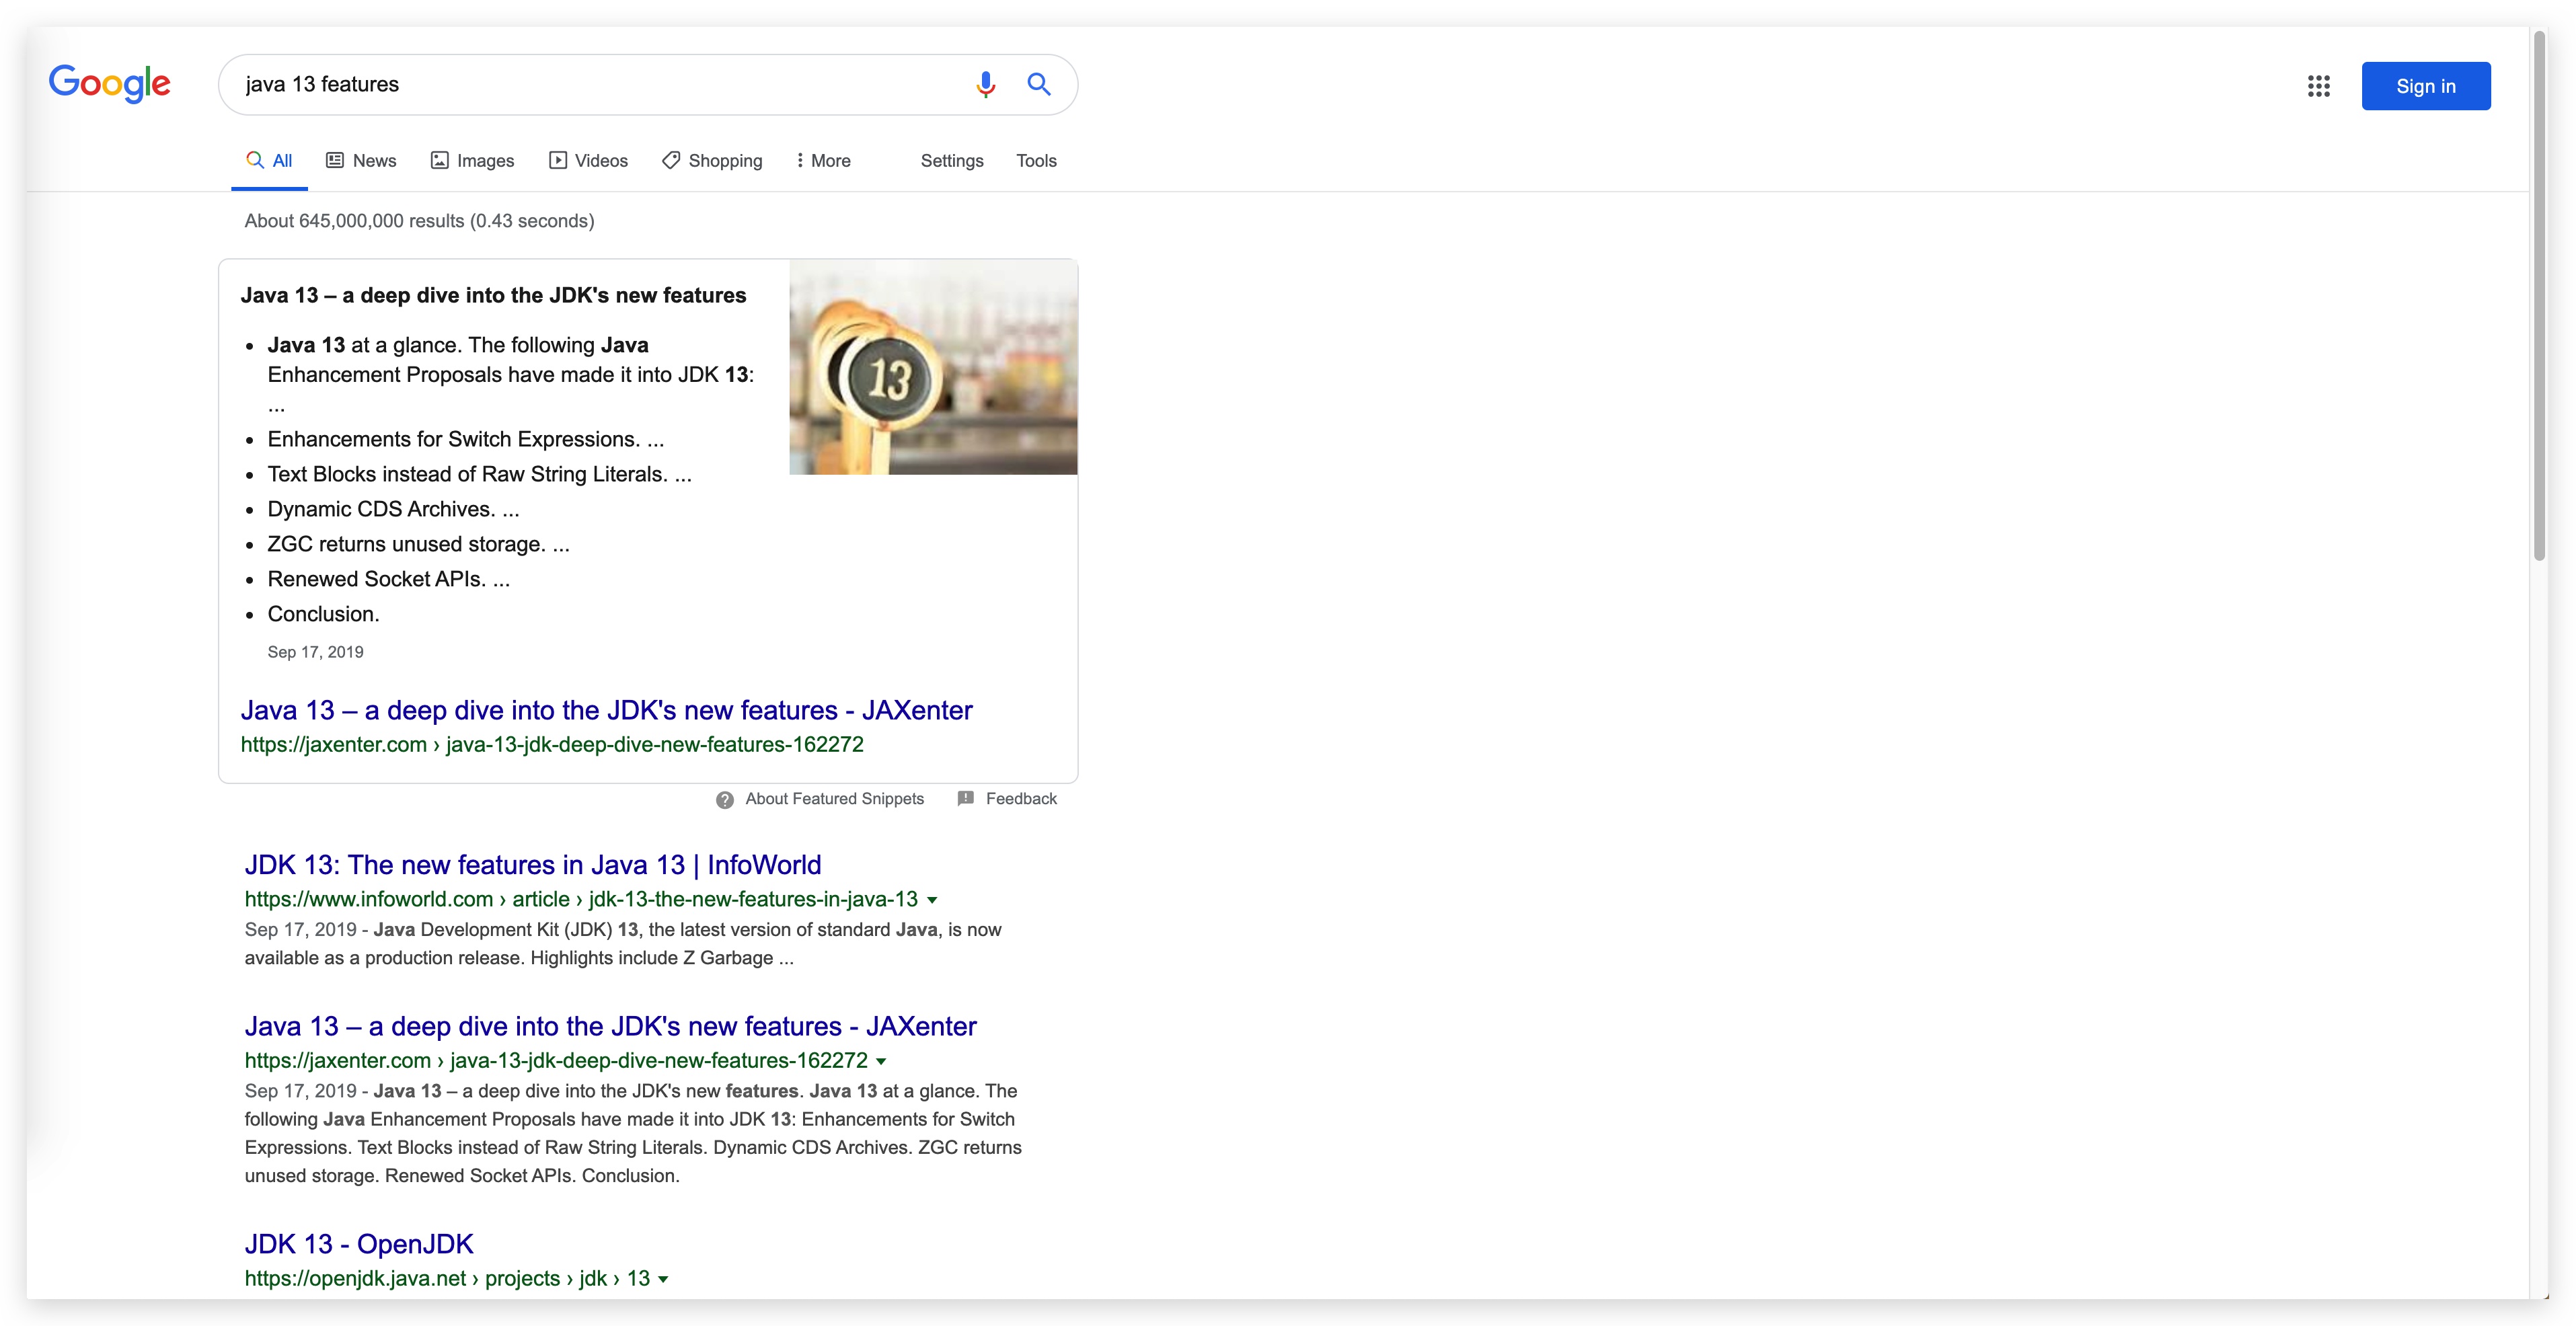 Google
java 13 features
Sign in
All News Images Videos Shopping More Settings Tools
About 645,000,000 results (0.43 seconds)
Java 13 – a deep dive into the JDK's new features
• Java 13 at a glance. The following Java
Enhancement Proposals have made it into JDK 13:
...
• Enhancements for Switch Expressions. ...
• Text Blocks instead of Raw String Literals. ...
• Dynamic CDS Archives. ...
• ZGC returns unused storage. ...
• Renewed Socket APIs. ...
• Conclusion.
Sep 17, 2019
13
Java 13 – a deep dive into the JDK's new features - JAXenter
https://jaxenter.com › java-13-jdk-deep-dive-new-features-162272
About Featured Snippets Feedback
JDK 13: The new features in Java 13 | InfoWorld
https://www.infoworld.com › article › jdk-13-the-new-features-in-java-13
Sep 17, 2019 - Java Development Kit (JDK) 13, the latest version of standard Java, is now
available as a production release. Highlights include Z Garbage ...
Java 13 – a deep dive into the JDK's new features - JAXenter
https://jaxenter.com › java-13-jdk-deep-dive-new-features-162272
Sep 17, 2019 - Java 13 – a deep dive into the JDK's new features. Java 13 at a glance. The
following Java Enhancement Proposals have made it into JDK 13: Enhancements for Switch
Expressions. Text Blocks instead of Raw String Literals. Dynamic CDS Archives. ZGC returns
unused storage. Renewed Socket APIs. Conclusion.
JDK 13 - OpenJDK
https://openjdk.java.net › projects › jdk › 13